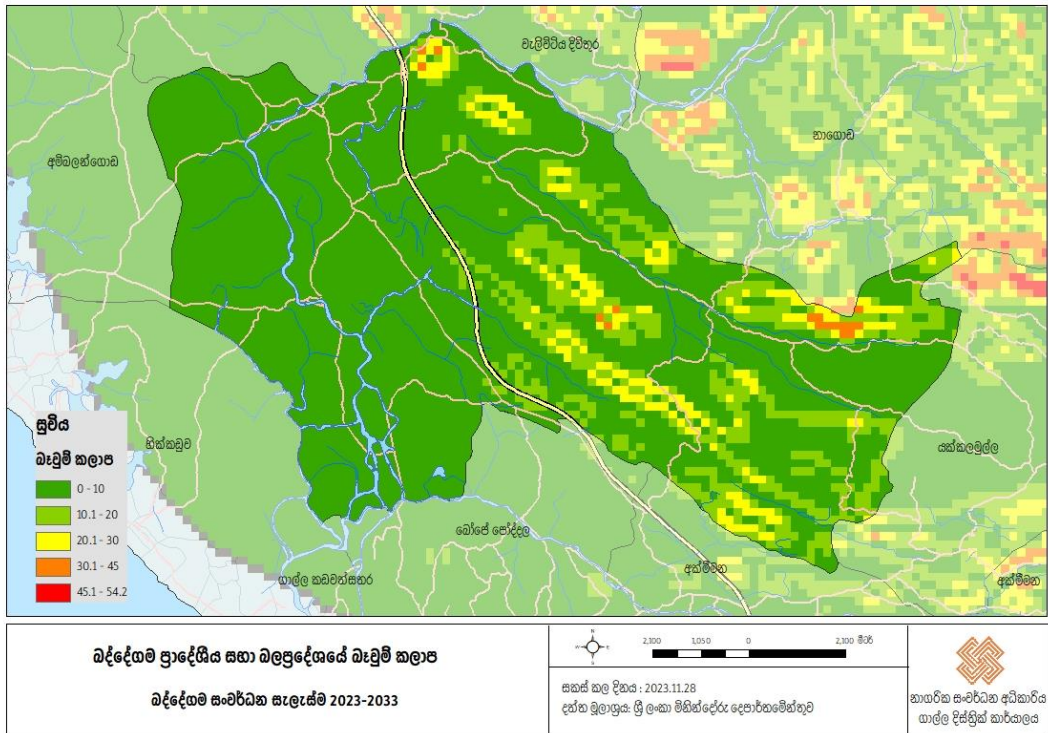 වැලිවිටිය දිවිතුර
නාගොඩ
අම්බලන්ගොඩ
හික්කඩුව
යක්කලමුල්ල
බෝපේ පෝද්දල
ගාල්ල කඩවත්සතර
අක්මීමන
අක්මීමන
සුචිය
බෑවුම් කලාප
0 - 10
10.1 - 20
20.1 - 30
30.1 - 45
45.1 - 54.2
බද්දේගම ප්‍රාදේශීය සභා බලප්‍රදේශයේ බෑවුම් කලාප
බද්දේගම සංවර්ධන සැලැස්ම 2023-2033
N
W E
S
2,100 1,050 0 2,100 මීටර්
සකස් කල දිනය : 2023.11.28
දත්ත මූලාශ්‍රය: ශ්‍රී ලංකා මිනින්දෝරු දෙපාර්තමේන්තුව
නාගරික සංවර්ධන අධිකාරිය
ගාල්ල දිස්ත්‍රික් කාර්යාලය